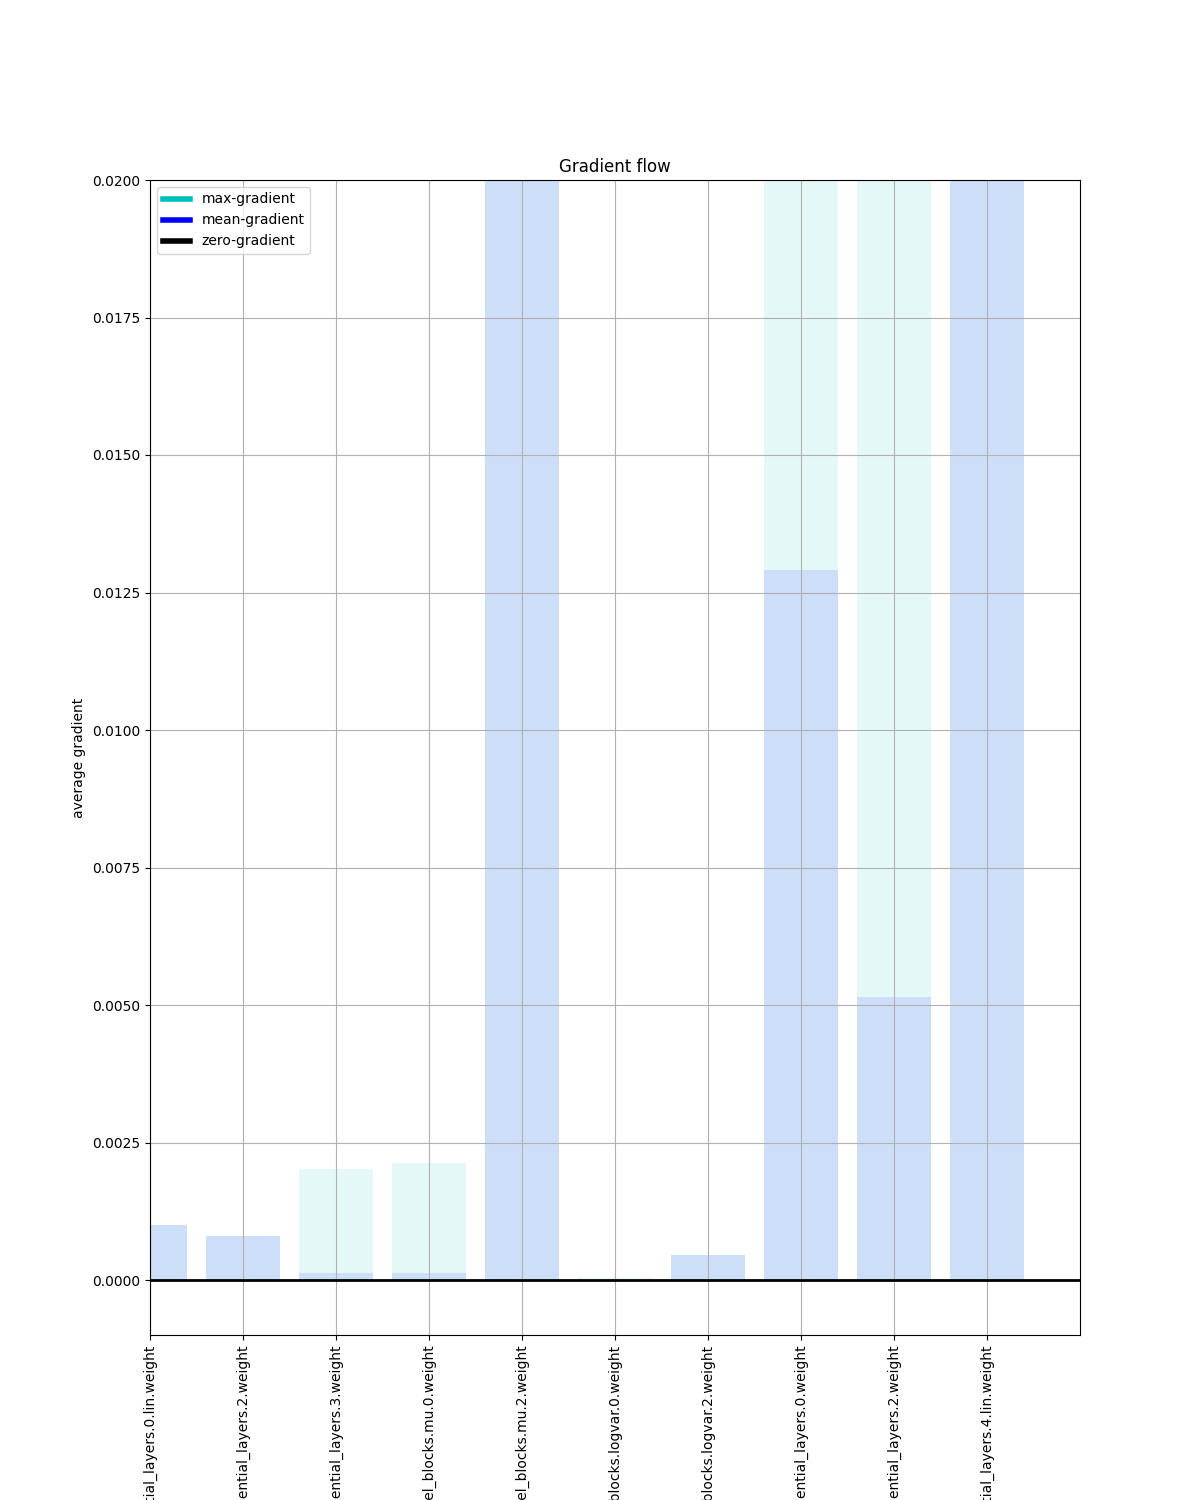 Gradient flow
max-gradient
mean-gradient
zero-gradient
0.0200
0.0175
0.0150
0.0125
0.0100
0.0075
0.0050
0.0025
0.0000
average gradient
tial_layers.0.lin.weight
ential_layers.2.weight
ential_layers.3.weight
el_blocks.mu.0.weight
el_blocks.mu.2.weight
blocks.logvar.0.weight
blocks.logvar.2.weight
ential_layers.0.weight
ential_layers.2.weight
tial_layers.4.lin.weight